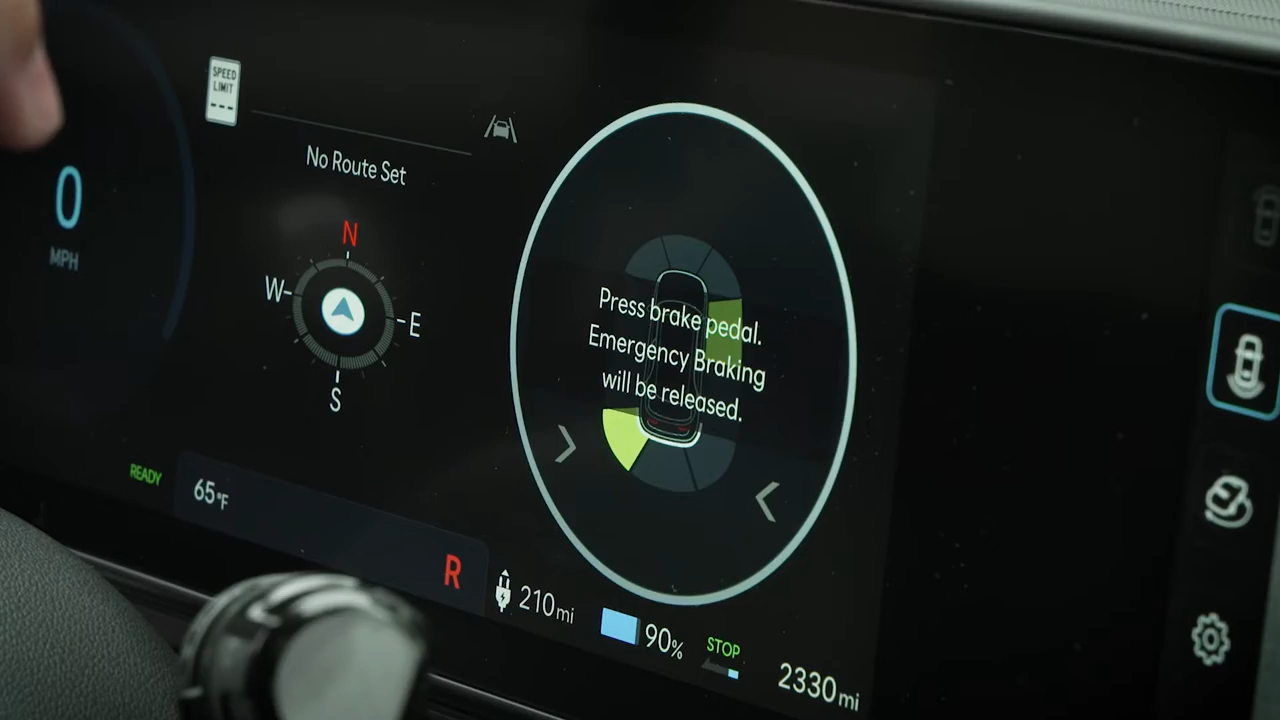 SPEED
LIMIT
---
No Route Set
0
MPH
N
W
E
S
Press brake pedal.
Emergency Braking
will be released.
READY
65°F
R
210mi
90%
STOP
2330mi